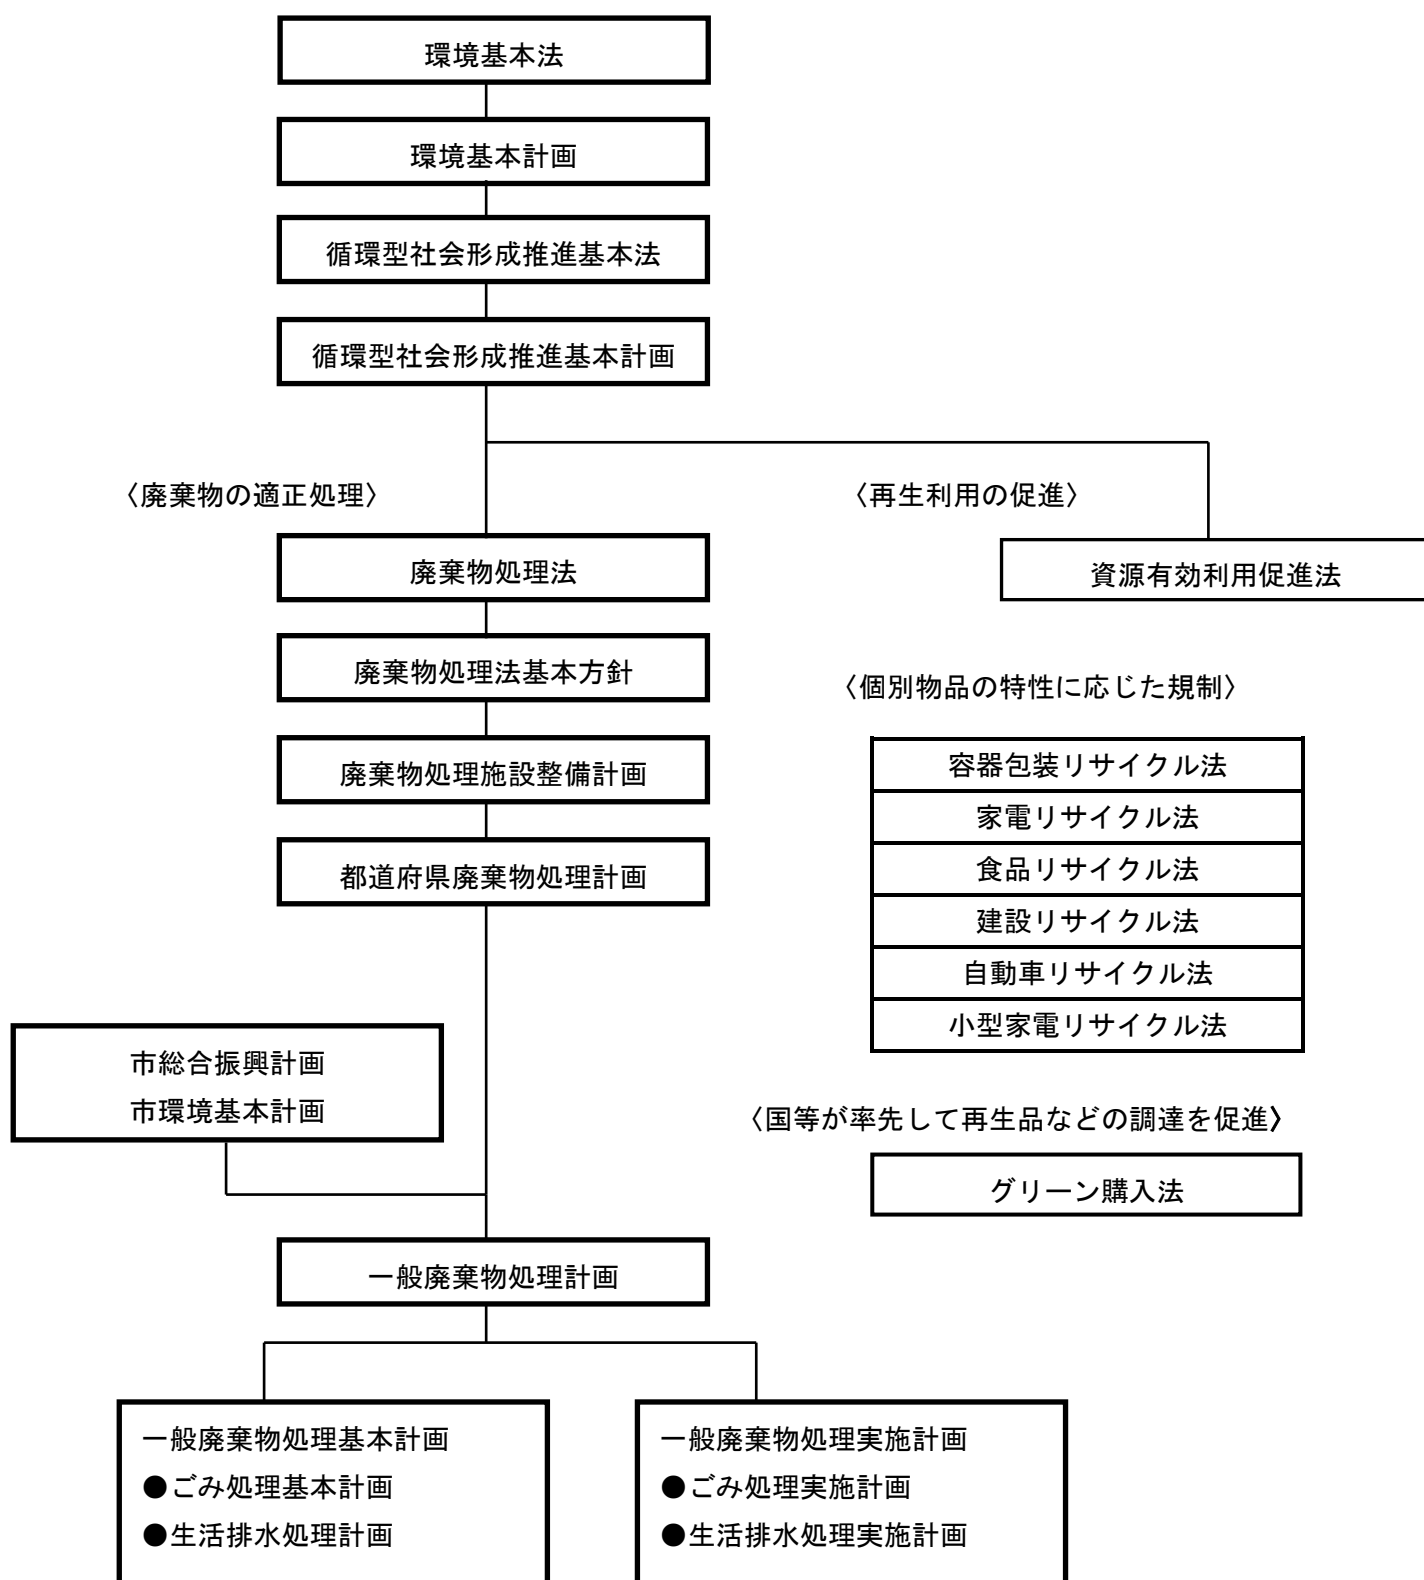 環境基本法
環境基本計画
循環型社会形成推進基本法
循環型社会形成推進基本計画
〈廃棄物の適正処理〉
〈再生利用の促進〉
廃棄物処理法
資源有効利用促進法
廃棄物処理法基本方針
〈個別物品の特性に応じた規制〉
廃棄物処理施設整備計画
都道府県廃棄物処理計画
容器包装リサイクル法
家電リサイクル法
食品リサイクル法
建設リサイクル法
自動車リサイクル法
小型家電リサイクル法
市総合振興計画
市環境基本計画
〈国等が率先して再生品などの調達を促進〉
グリーン購入法
一般廃棄物処理計画
一般廃棄物処理基本計画
●ごみ処理基本計画
●生活排水処理計画
一般廃棄物処理実施計画
●ごみ処理実施計画
●生活排水処理実施計画